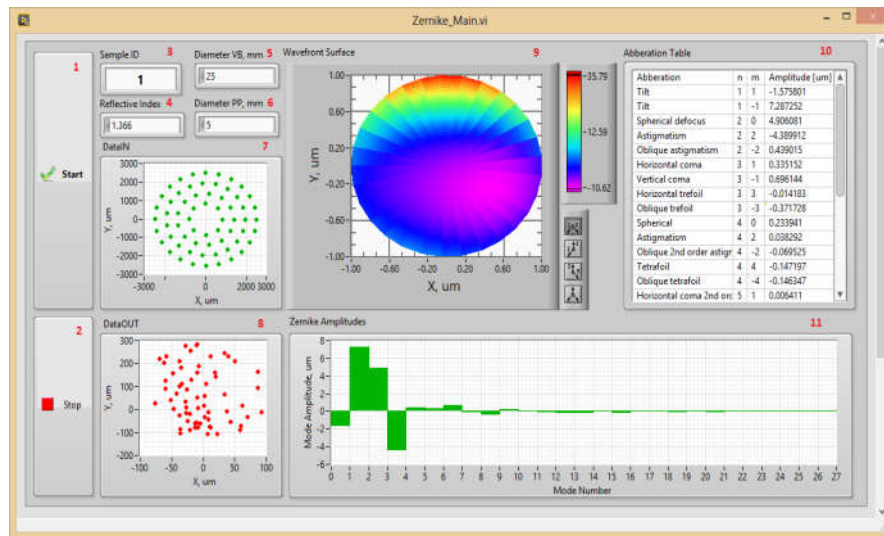 Zernike_Main.vi
1
Start
2
Stop
Sample ID 3
1
Diameter VB, mm 5
25
Reflective Index 4
1.366
Diameter PP, mm 6
5
DataIN 7
3000
2000
1000
0
-1000
-2000
-3000
Y, um
-3000 0 2000 3000
X, um
DataOUT 8
300
200
100
0
-100
-200
Y, um
-100 -50 0 50 100
X, um
Wavefront Surface 9
1.00
0.60
0.20
-0.20
-0.60
-1.00
Y, um
-1.00 -0.60 -0.20 0.20 0.60 1.00
X, um
35.79
12.59
-10.62
Abberation Table 10
Abberation n m Amplitude [um]
Tilt 1 1 -1.575801
Tilt 1 -1 7.287252
Spherical defocus 2 0 4.906081
Astigmatism 2 2 -4.389912
Oblique astigmatism 2 -2 0.439015
Horizontal coma 3 1 0.335152
Vertical coma 3 -1 0.696144
Horizontal trefoil 3 3 -0.014183
Oblique trefoil 3 -3 -0.371728
Spherical 4 0 0.233941
Astigmatism 4 2 0.038292
Oblique 2nd order astigr 4 -2 -0.069525
Tetrafoil 4 4 -0.147197
Oblique tetrafoil 4 -4 -0.146347
Horizontal coma 2nd orc 5 1 0.006411
Zernike Amplitudes 11
8
6
4
2
0
-2
-4
-6
Mode Amplitude, um
0 1 2 3 4 5 6 7 8 9 10 11 12 13 14 15 16 17 18 19 20 21 22 23 24 25 26 27
Mode Number